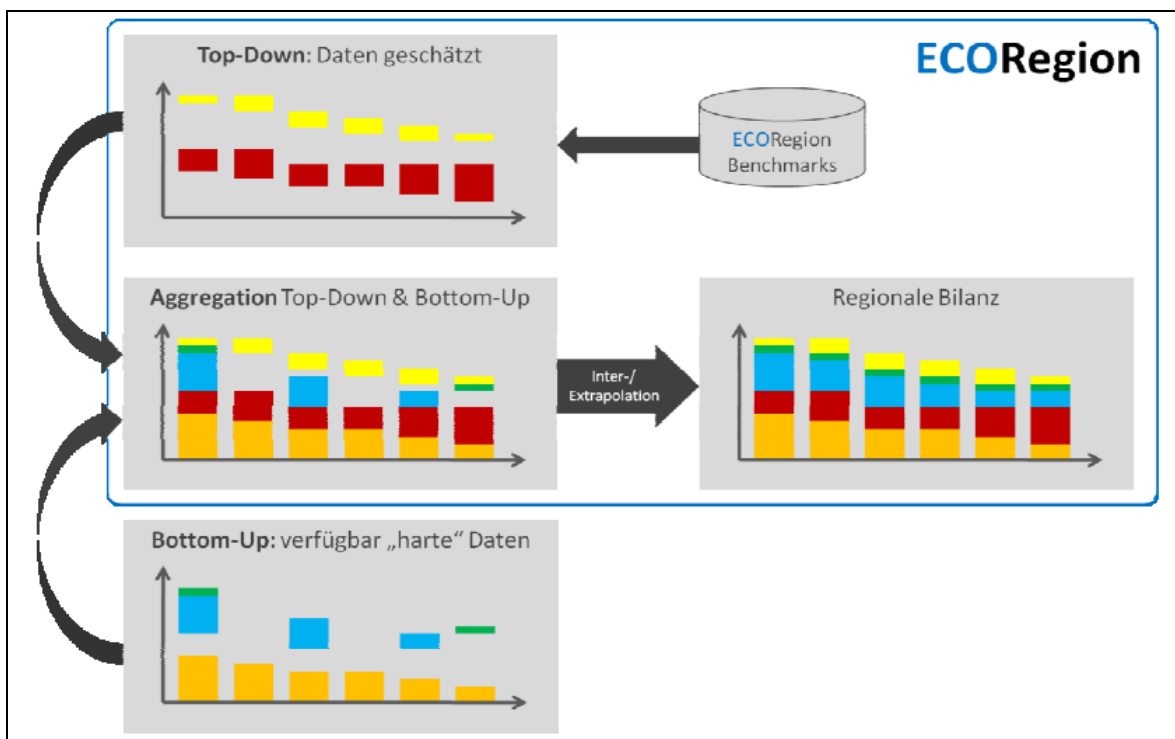 ECORegion
Top-Down: Daten geschätzt
ECORegion
Benchmarks
Aggregation Top-Down & Bottom-Up
Regionale Bilanz
Inter-/
Extrapolation
Bottom-Up: verfügbar „harte“ Daten